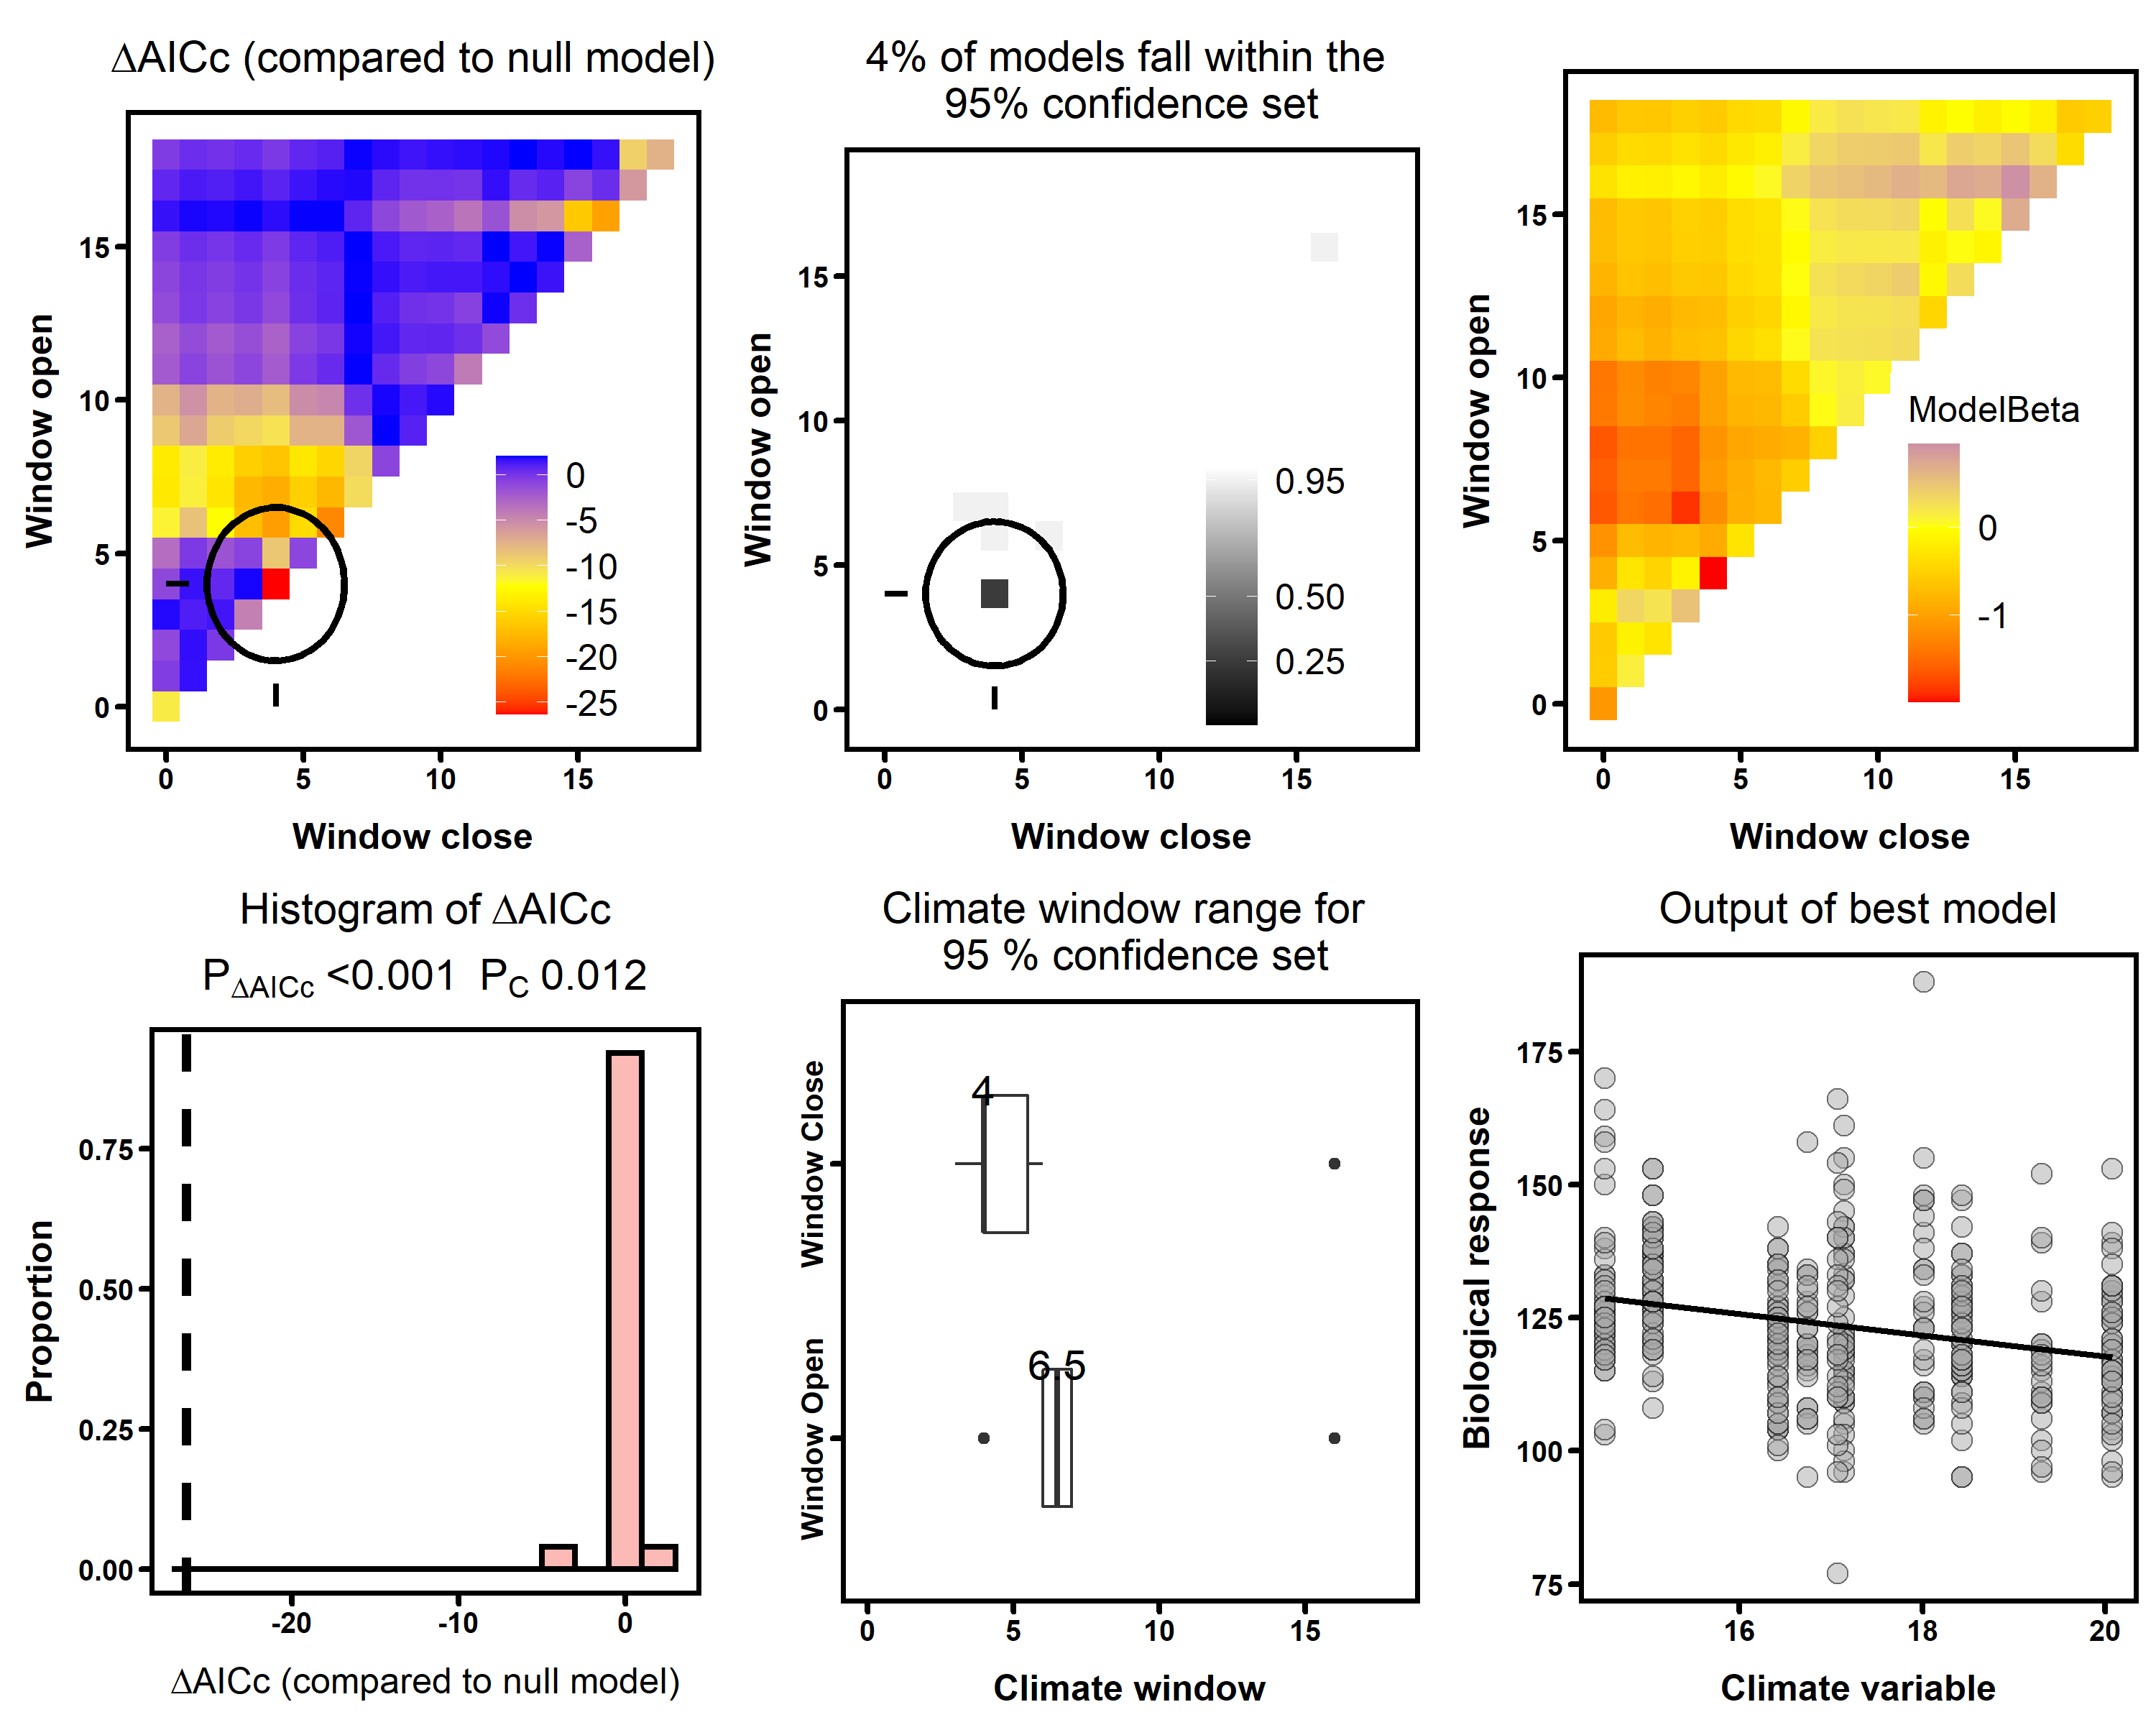 ΔAICc (compared to null model)
Window open
15
10
5
0
0
-5
-10
-15
-20
-25
0 5 10 15
Window close
4% of models fall within the
95% confidence set
Window open
15
10
5
0
0.95
0.50
0.25
0 5 10 15
Window close
Window open
15
10
5
0
ModelBeta
0
-1
0 5 10 15
Window close
Histogram of ΔAICc
PΔAICc <0.001 PC 0.012
Proportion
0.75
0.50
0.25
0.00
-20 -10 0
ΔAICc (compared to null model)
Climate window range for
95 % confidence set
Window Close
4
Window Open
6.5
0 5 10 15
Climate window
Output of best model
Biological response
175
150
125
100
75
16 18 20
Climate variable